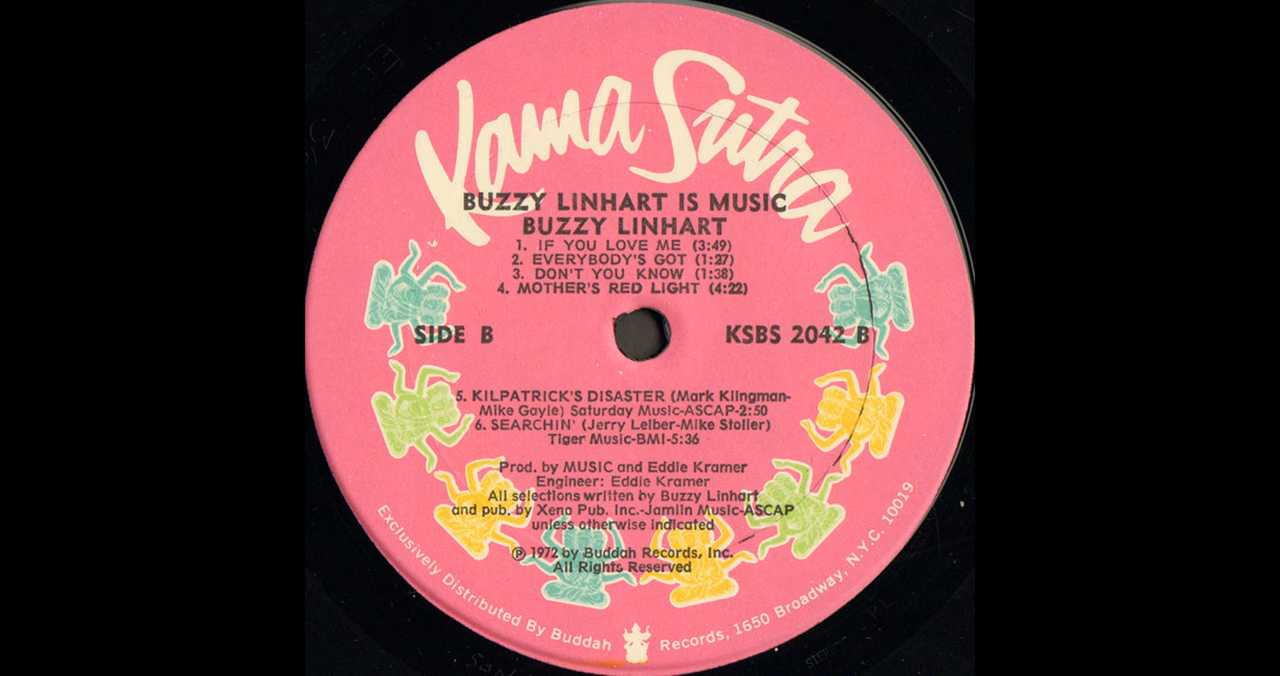 Kama Sutra
BUZZY LINHART IS MUSIC
BUZZY LINHART
1. IF YOU LOVE ME (3:49)
2. EVERYBODY'S GOT (1:27)
3. DON'T YOU KNOW (1:38)
4. MOTHER'S RED LIGHT (4:22)
SIDE B
KSBS 2042 B
5. KILPATRICK'S DISASTER (Mark Klingman-
Mike Gayle) Saturday Music-ASCAP-2:50
6. SEARCHIN' (Jerry Leiber-Mike Stoller)
Tiger Music-BMI-5:36
Prod. by MUSIC and Eddie Kramer
Engineer: Eddie Kramer
All selections written by Buzzy Linhart
and pub. by Xeno Pub. Inc.-Jamlin Music-ASCAP
unless otherwise indicated
Ⓟ 1972 by Buddah Records, Inc.
All Rights Reserved
Exclusively Distributed By Buddah Records, 1650 Broadway, N.Y.C. 10019